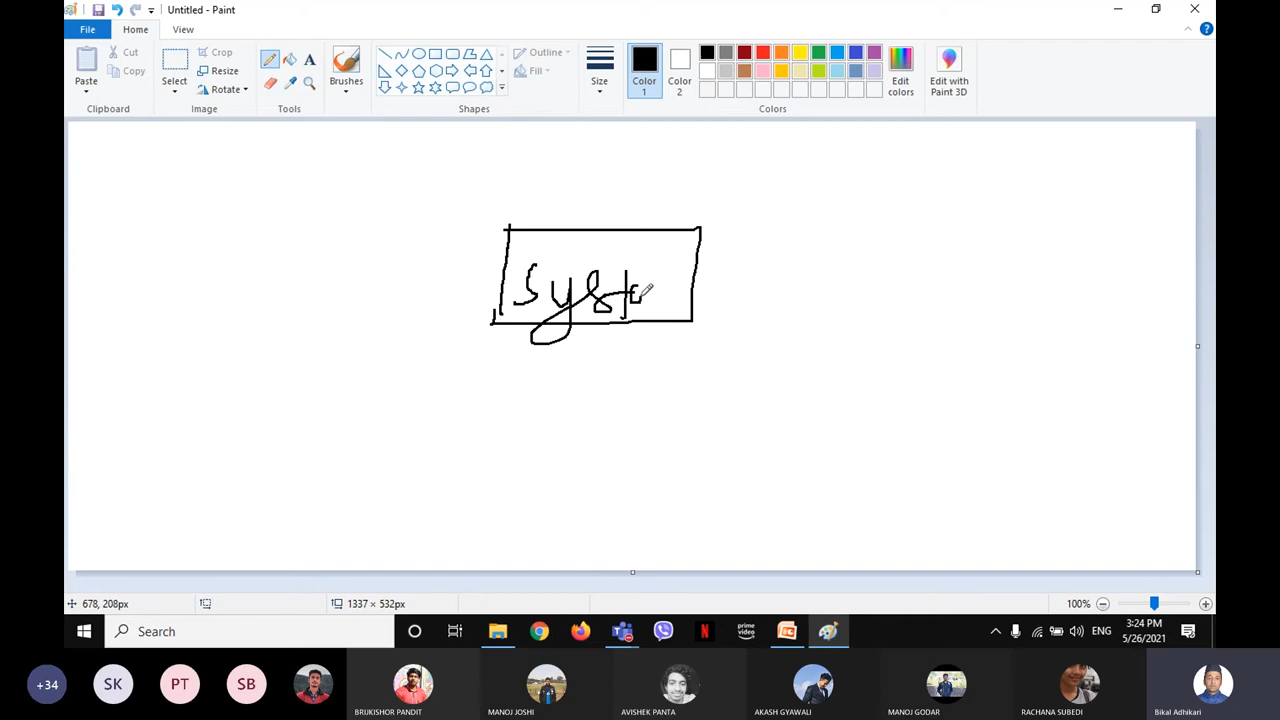 Untitled - Paint
File Home View
Paste
Cut
Copy
Clipboard
Select
Crop
Resize
Rotate
Image
A
Tools
Brushes
Shapes
Outline
Fill
Size
Color 1
Color 2
Edit colors
Colors
Edit with Paint 3D
Syste
678, 208px
1337 × 532px
100%
Search
prime video
ENG
3:24 PM
5/26/2021
+34
SK
PT
SB
BRIJKISHOR PANDIT
MANOJ JOSHI
AVISHEK PANTA
AKASH GYAWALI
MANOJ GODAR
RACHANA SUBEDI
Bikal Adhikari